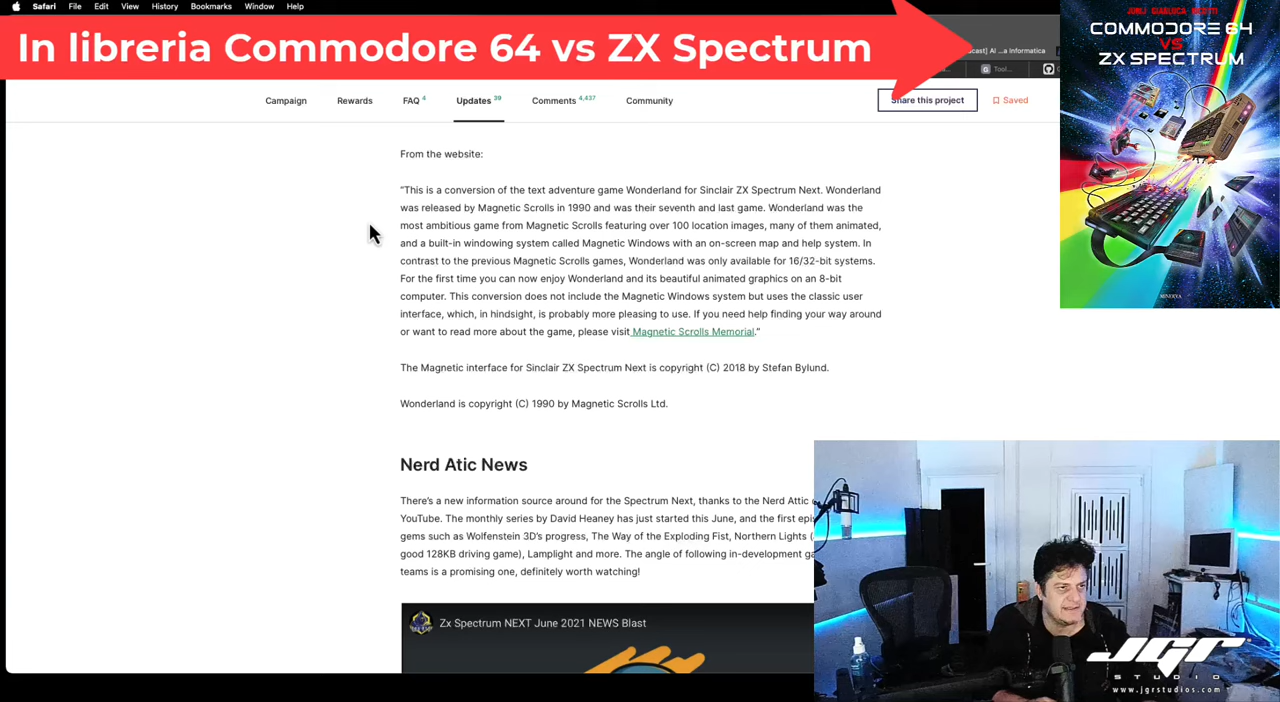 Safari File Edit View History Bookmarks Window Help
In libreria Commodore 64 vs ZX Spectrum
AI ...a Informatica
Tool...
COMMODORE 64
VS
ZX SPECTRUM
MINERVA
Campaign Rewards FAQ 4 Updates 39 Comments 4,437 Community Share this project Saved
From the website:
“This is a conversion of the text adventure game Wonderland for Sinclair ZX Spectrum Next. Wonderland
was released by Magnetic Scrolls in 1990 and was their seventh and last game. Wonderland was the
most ambitious game from Magnetic Scrolls featuring over 100 location images, many of them animated,
and a built-in windowing system called Magnetic Windows with an on-screen map and help system. In
contrast to the previous Magnetic Scrolls games, Wonderland was only available for 16/32-bit systems.
For the first time you can now enjoy Wonderland and its beautiful animated graphics on an 8-bit
computer. This conversion does not include the Magnetic Windows system but uses the classic user
interface, which, in hindsight, is probably more pleasing to use. If you need help finding your way around
or want to read more about the game, please visit Magnetic Scrolls Memorial.”
The Magnetic interface for Sinclair ZX Spectrum Next is copyright (C) 2018 by Stefan Bylund.
Wonderland is copyright (C) 1990 by Magnetic Scrolls Ltd.
Nerd Atic News
There’s a new information source around for the Spectrum Next, thanks to the Nerd Attic
YouTube. The monthly series by David Heaney has just started this June, and the first
gems such as Wolfenstein 3D’s progress, The Way of the Exploding Fist, Northern Lights (
good 128KB driving game), Lamplight and more. The angle of following in-development
teams is a promising one, definitely worth watching!
Zx Spectrum NEXT June 2021 NEWS Blast
JGR
STUDIO
www.jgrstudios.com